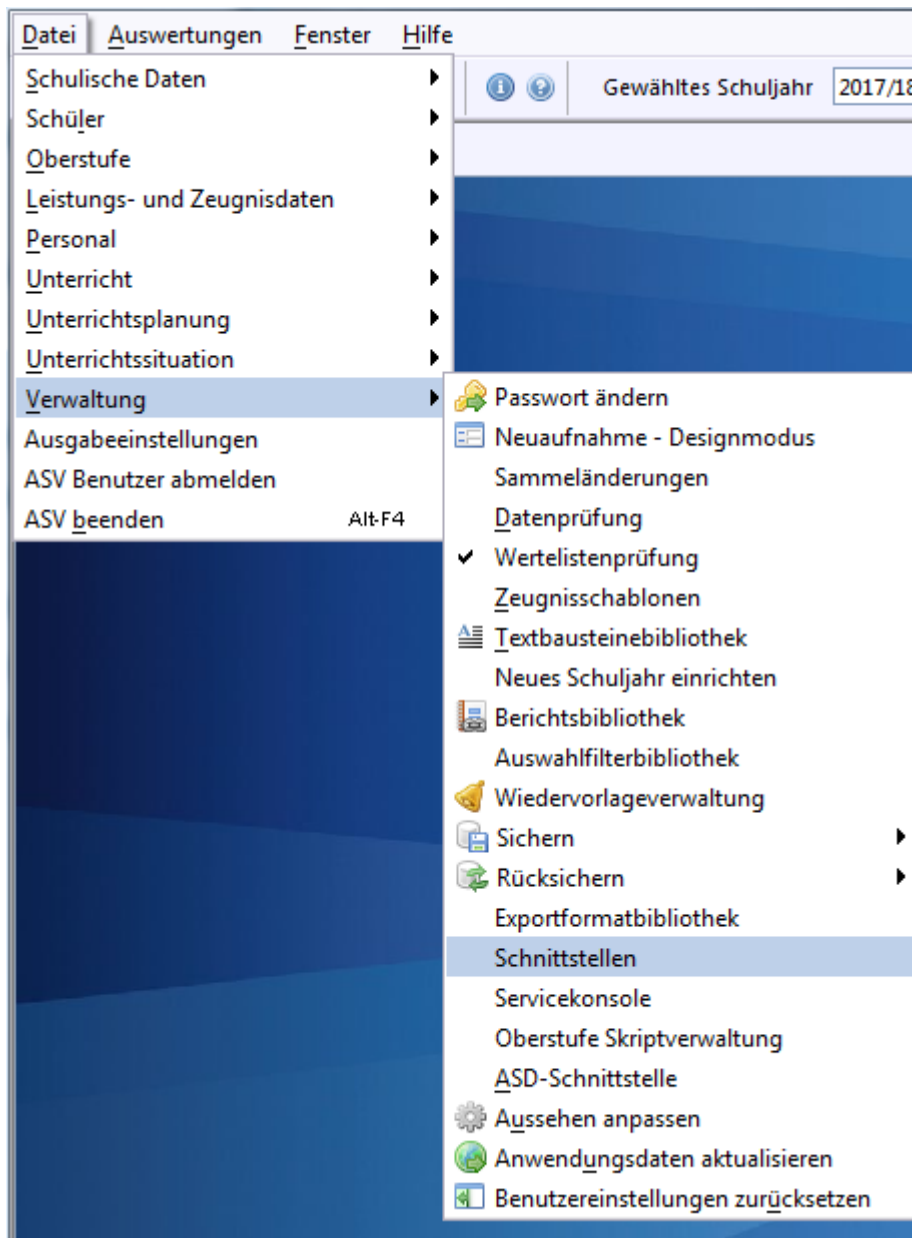 Datei Auswertungen Fenster Hilfe
Gewähltes Schuljahr 2017/18
Schulische Daten
Schüler
Oberstufe
Leistungs- und Zeugnisdaten
Personal
Unterricht
Unterrichtsplanung
Unterrichtssituation
Verwaltung
Ausgabeeinstellungen
ASV Benutzer abmelden
ASV beenden Alt-F4
Passwort ändern
Neuaufnahme - Designmodus
Sammeländerungen
Datenprüfung
Wertelistenprüfung
Zeugnisschablonen
Textbausteinebibliothek
Neues Schuljahr einrichten
Berichtsbibliothek
Auswahlfilterbibliothek
Wiedervorlageverwaltung
Sichern
Rücksichern
Exportformatbibliothek
Schnittstellen
Servicekonsole
Oberstufe Skriptverwaltung
ASD-Schnittstelle
Aussehen anpassen
Anwendungsdaten aktualisieren
Benutzereinstellungen zurücksetzen